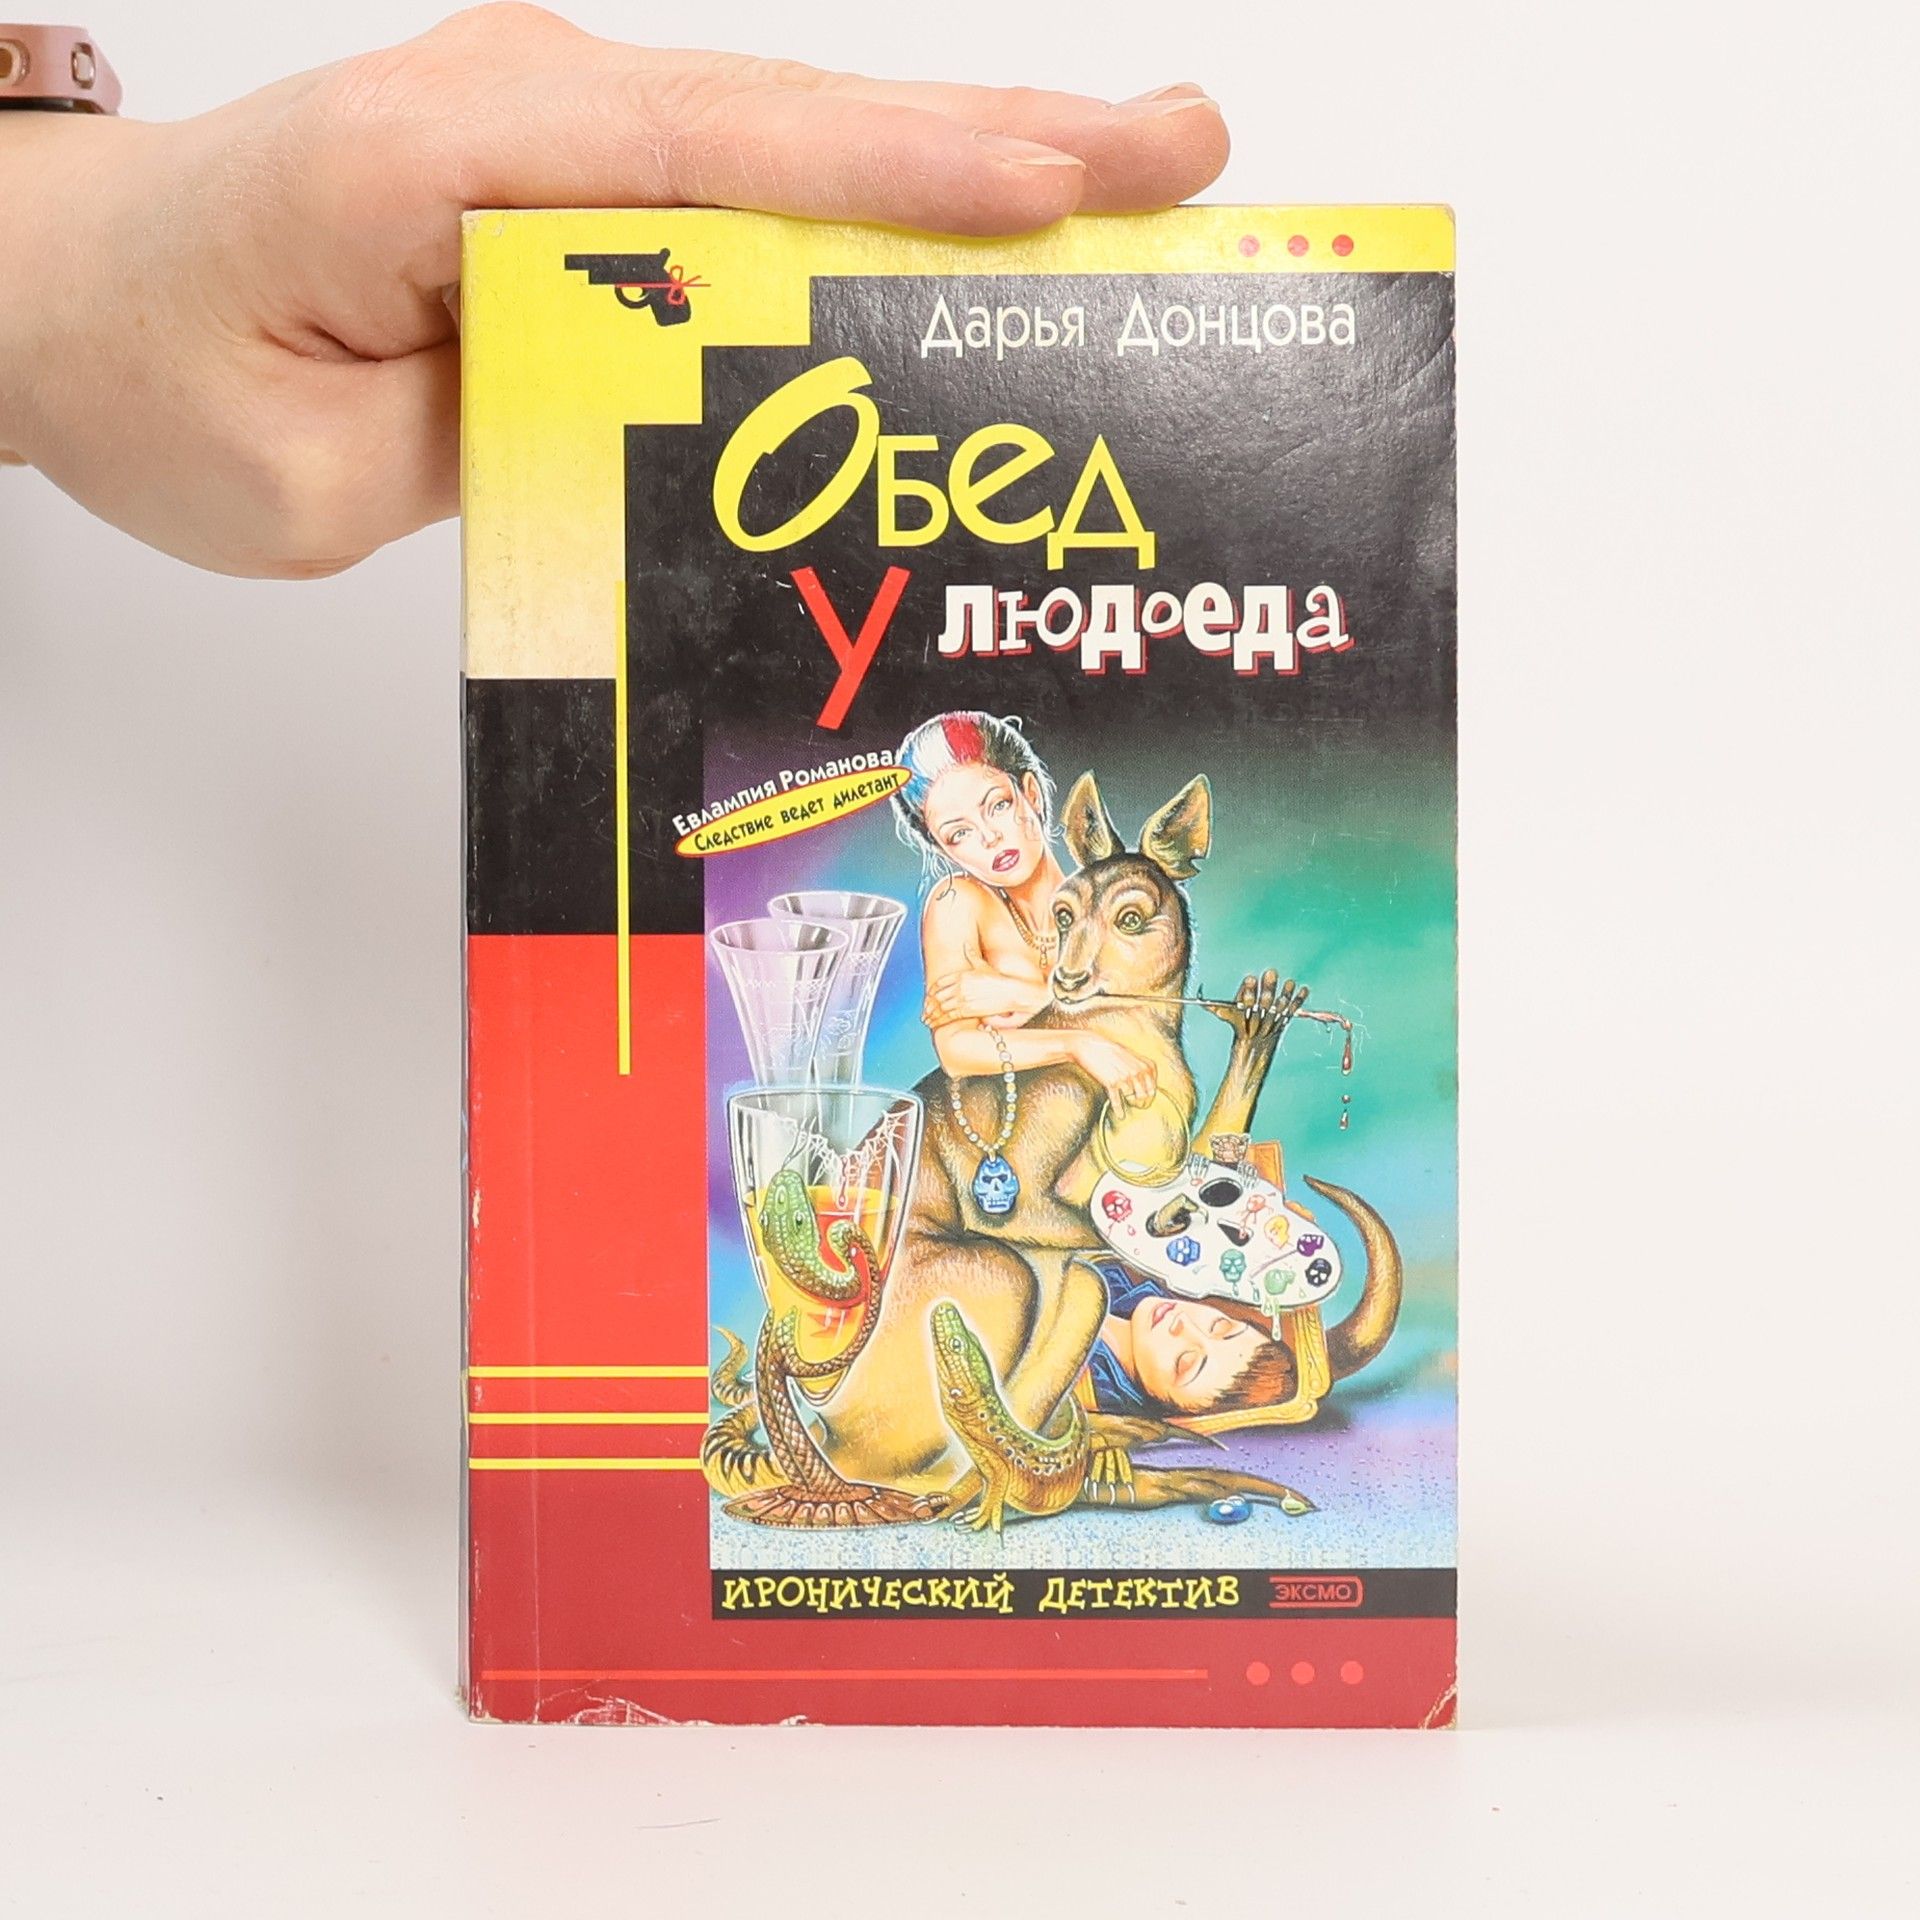 Дарья Донцова
Обед
у людоеда
Евлампия Романова
Следствие ведет дилетант
ИРОНИЧЕСКИЙ ДЕТЕКТИВ ЭКСМО